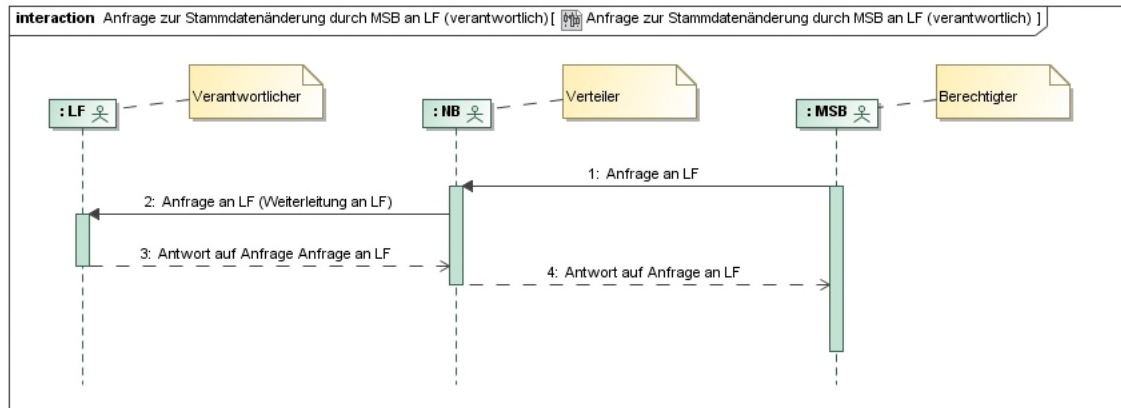 interaction Anfrage zur Stammdatenänderung durch MSB an LF (verantwortlich)[ Anfrage zur Stammdatenänderung durch MSB an LF (verantwortlich) ]
Verantwortlicher
Verteiler
Berechtigter
: LF
: NB
: MSB
1: Anfrage an LF
2: Anfrage an LF (Weiterleitung an LF)
3: Antwort auf Anfrage Anfrage an LF
4: Antwort auf Anfrage an LF